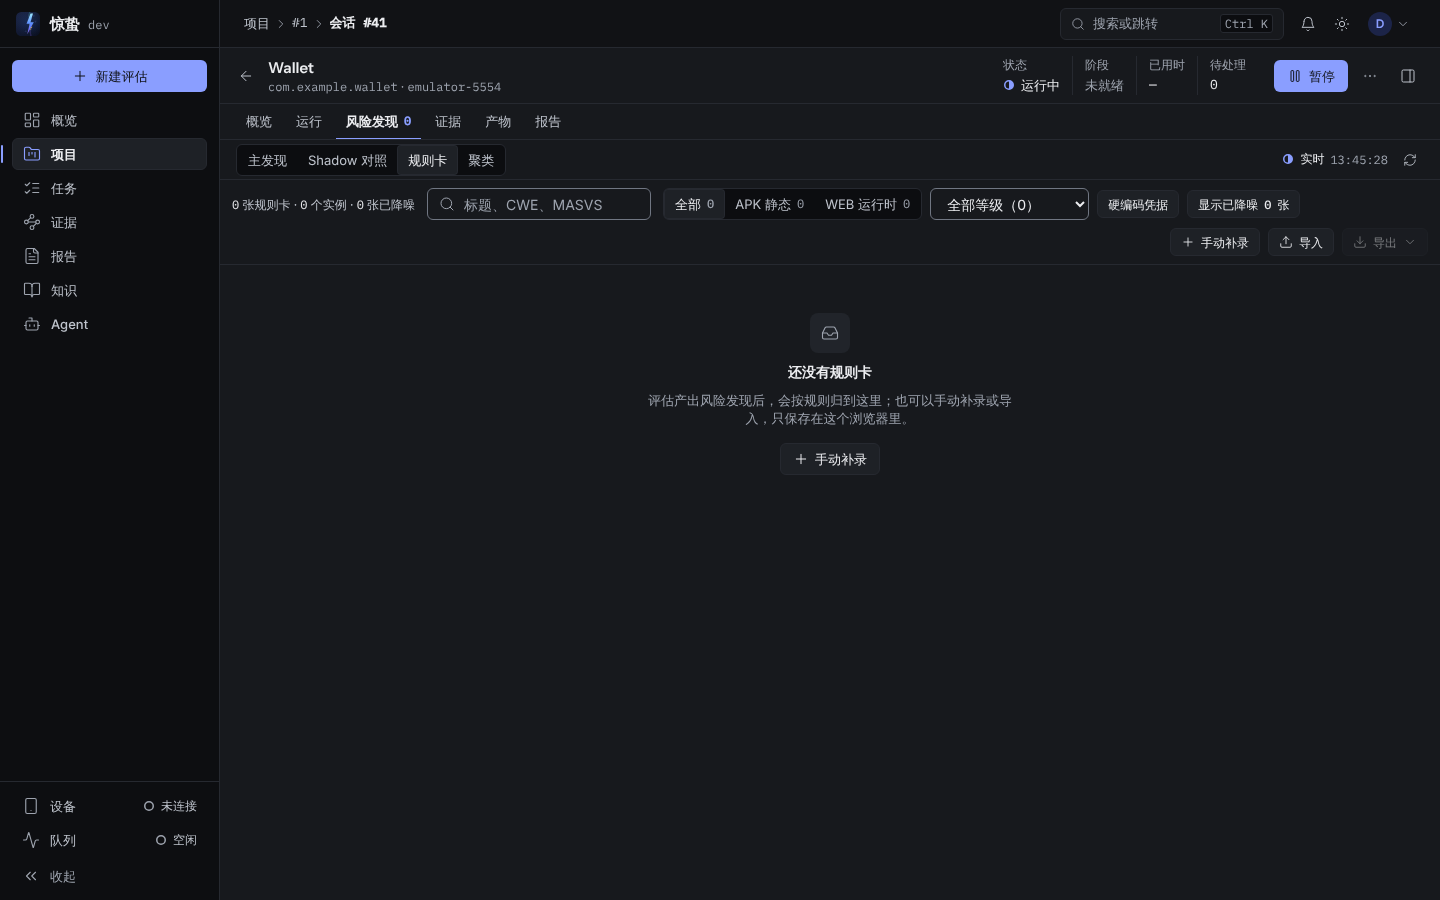 惊蛰 dev
项目 > #1 > 会话 #41
搜索或跳转 Ctrl K
D
新建评估
概览
项目
任务
证据
报告
知识
Agent
设备 未连接
队列 空闲
收起
Wallet
com.example.wallet · emulator-5554
状态 阶段 已用时 待处理
运行中 未就绪 — 0
暂停
概览 运行 风险发现 0 证据 产物 报告
主发现 Shadow 对照 规则卡 聚类
实时 13:45:28
0 张规则卡 · 0 个实例 · 0 张已降噪
标题、CWE、MASVS
全部 0 APK 静态 0 WEB 运行时 0
全部等级（0）
硬编码凭据
显示已降噪 0 张
手动补录 导入 导出
还没有规则卡
评估产出风险发现后，会按规则归到这里；也可以手动补录或导
入，只保存在这个浏览器里。
手动补录